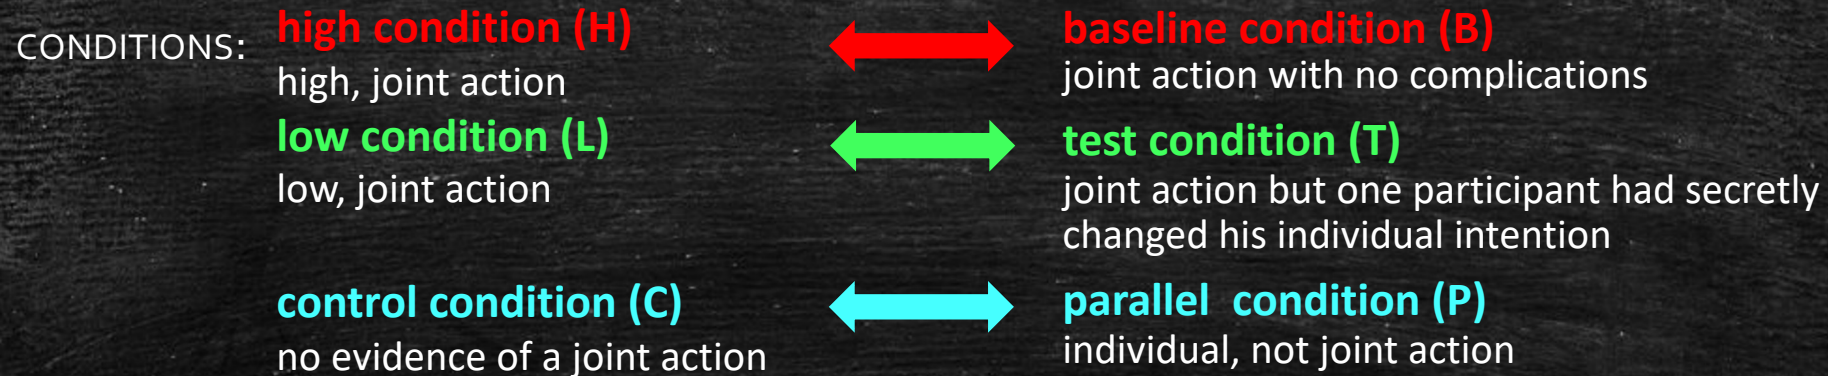 CONDITIONS:
high condition (H)
high, joint action
low condition (L)
low, joint action
control condition (C)
no evidence of a joint action
baseline condition (B)
joint action with no complications
test condition (T)
joint action but one participant had secretly
changed his individual intention
parallel  condition (P)
individual, not joint action